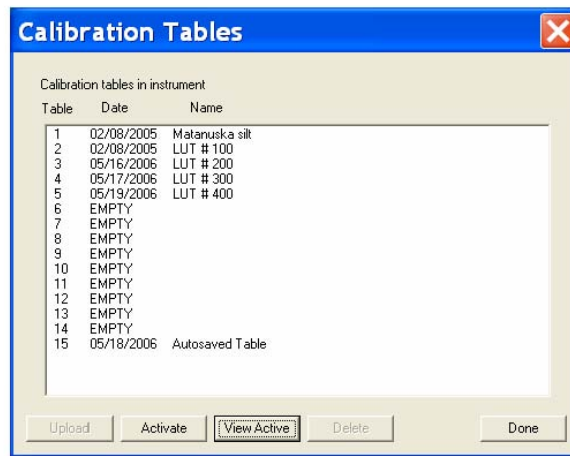 Calibration Tables
Calibration tables in instrument
Table Date Name
1 02/08/2005 Matanuska silt
2 02/08/2005 LUT # 100
3 05/16/2006 LUT # 200
4 05/17/2006 LUT # 300
5 05/19/2006 LUT # 400
6 EMPTY
7 EMPTY
8 EMPTY
9 EMPTY
10 EMPTY
11 EMPTY
12 EMPTY
13 EMPTY
14 EMPTY
15 05/18/2006 Autosaved Table
Upload Activate View Active Delete Done